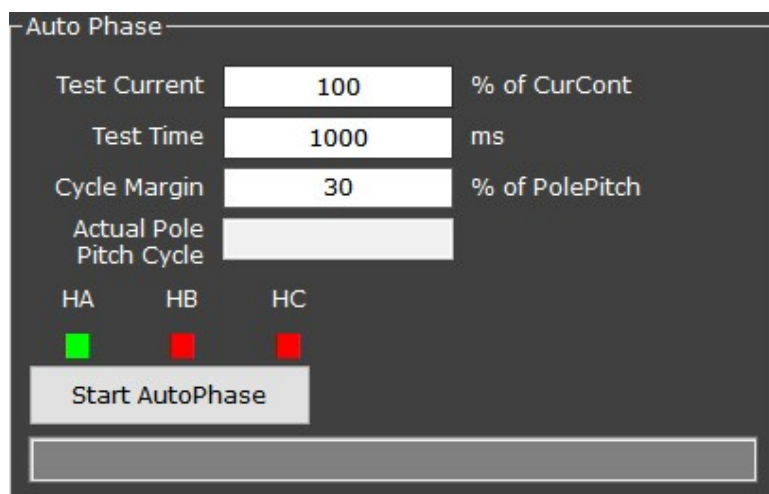 Auto Phase
Test Current 100 % of CurCont
Test Time 1000 ms
Cycle Margin 30 % of PolePitch
Actual Pole
Pitch Cycle
HA HB HC
Start AutoPhase